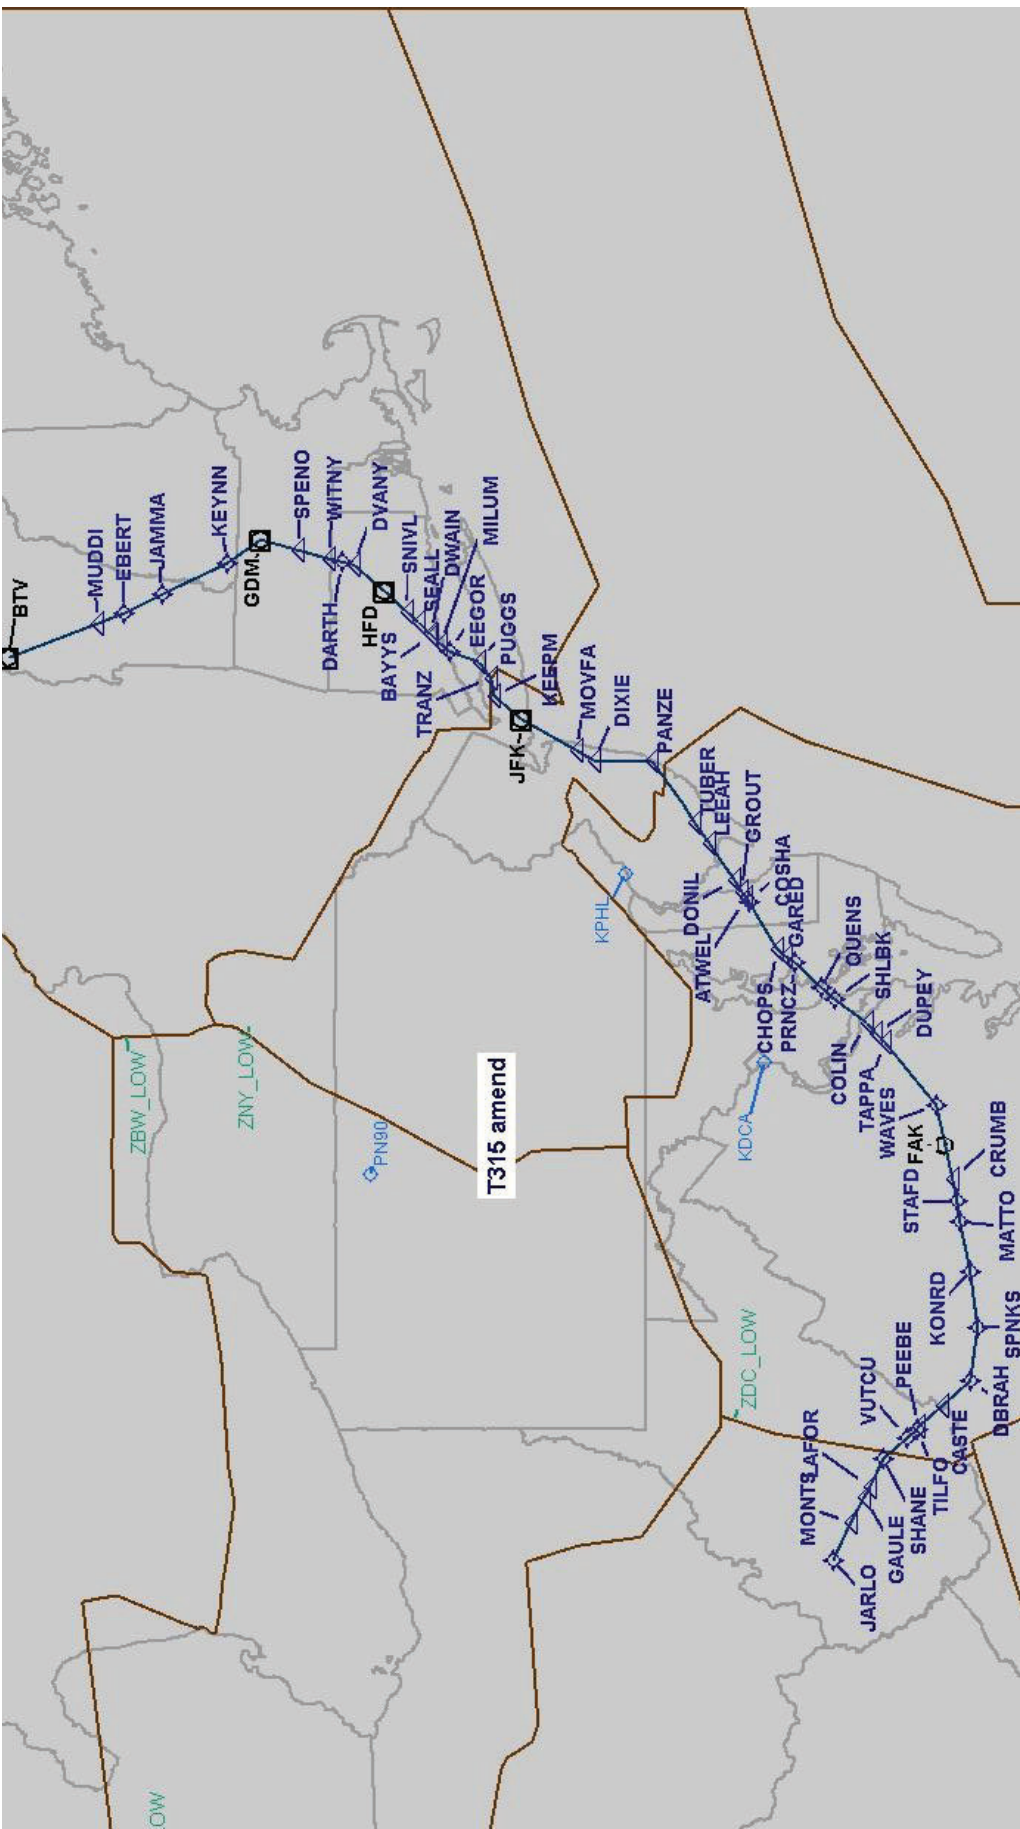 BTV
MUDDI
EBERT
JAMMA
KEYNN
GDM
SPENO
WITNY
DARTH
DVANY
HFD
SNIVL
SEALL
BAYYS
DWAIN
MILUM
EEGOR
TRANZ
PUGGS
KEEPM
JFK
MOVFA
DIXIE
PANZE
TUBER
LEEAH
GROUT
DONIL
ATWEL
COSHA
GARED
CHOPS
PRNCZ
QUENS
SHLBK
COLIN
DUPEY
TAPPA
WAVES
FAK
CRUMB
STAFD
MATTO
KONRD
SPNKS
DBRAH
CASTE
PEEBE
VUTCU
TILFO
SHANE
LAFOR
GAULE
MONTS
JARLO
KPHL
KDCA
PN90
ZBW_LOW
ZNY_LOW
ZDC_LOW
OW
T315 amend